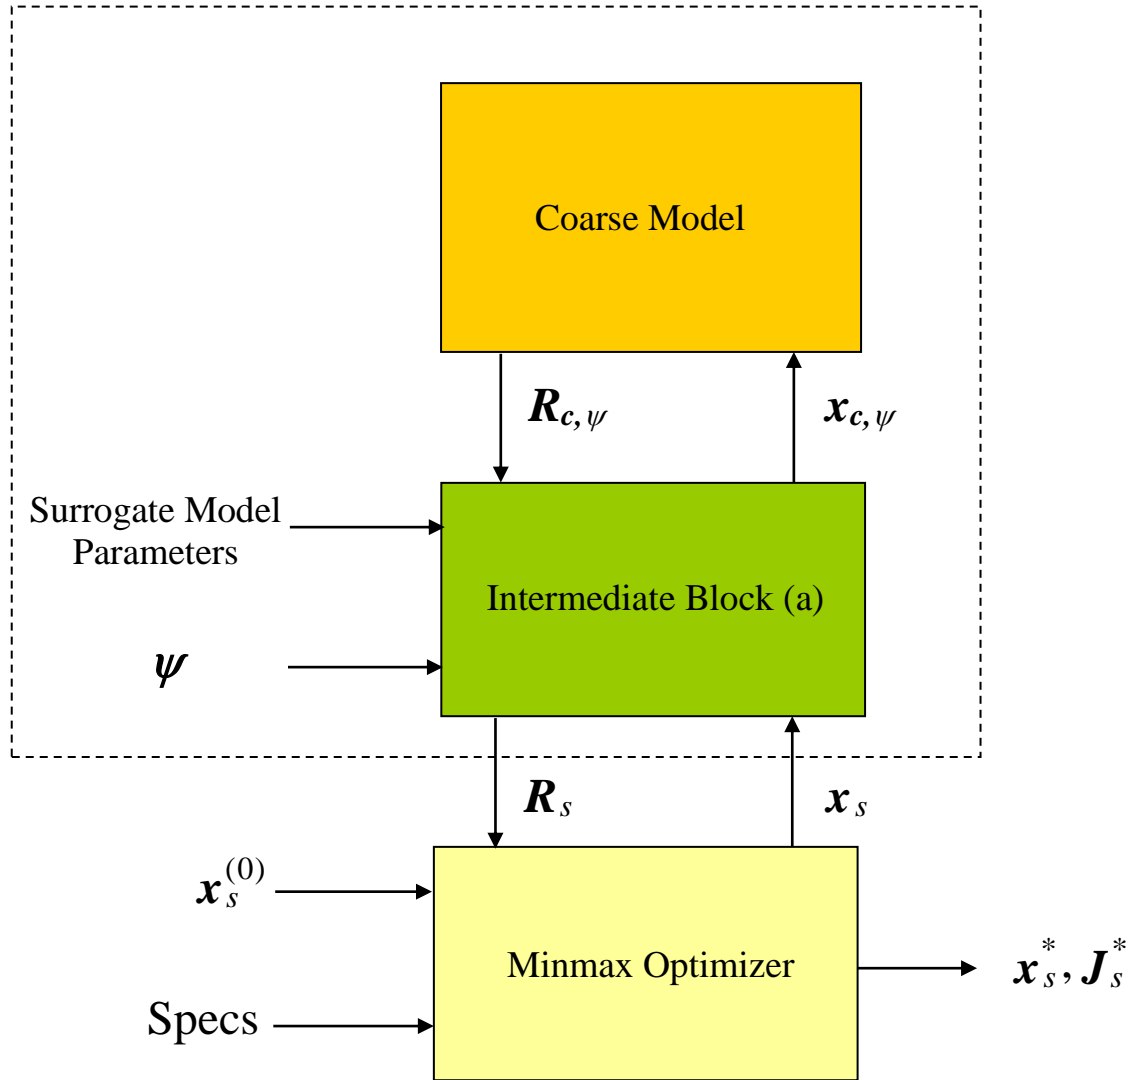 Coarse Model
R_{c,ψ}
x_{c,ψ}
Surrogate Model
Parameters
Intermediate Block (a)
ψ
R_s
x_s
x_s^{(0)}
Minmax Optimizer
x_s^*, J_s^*
Specs